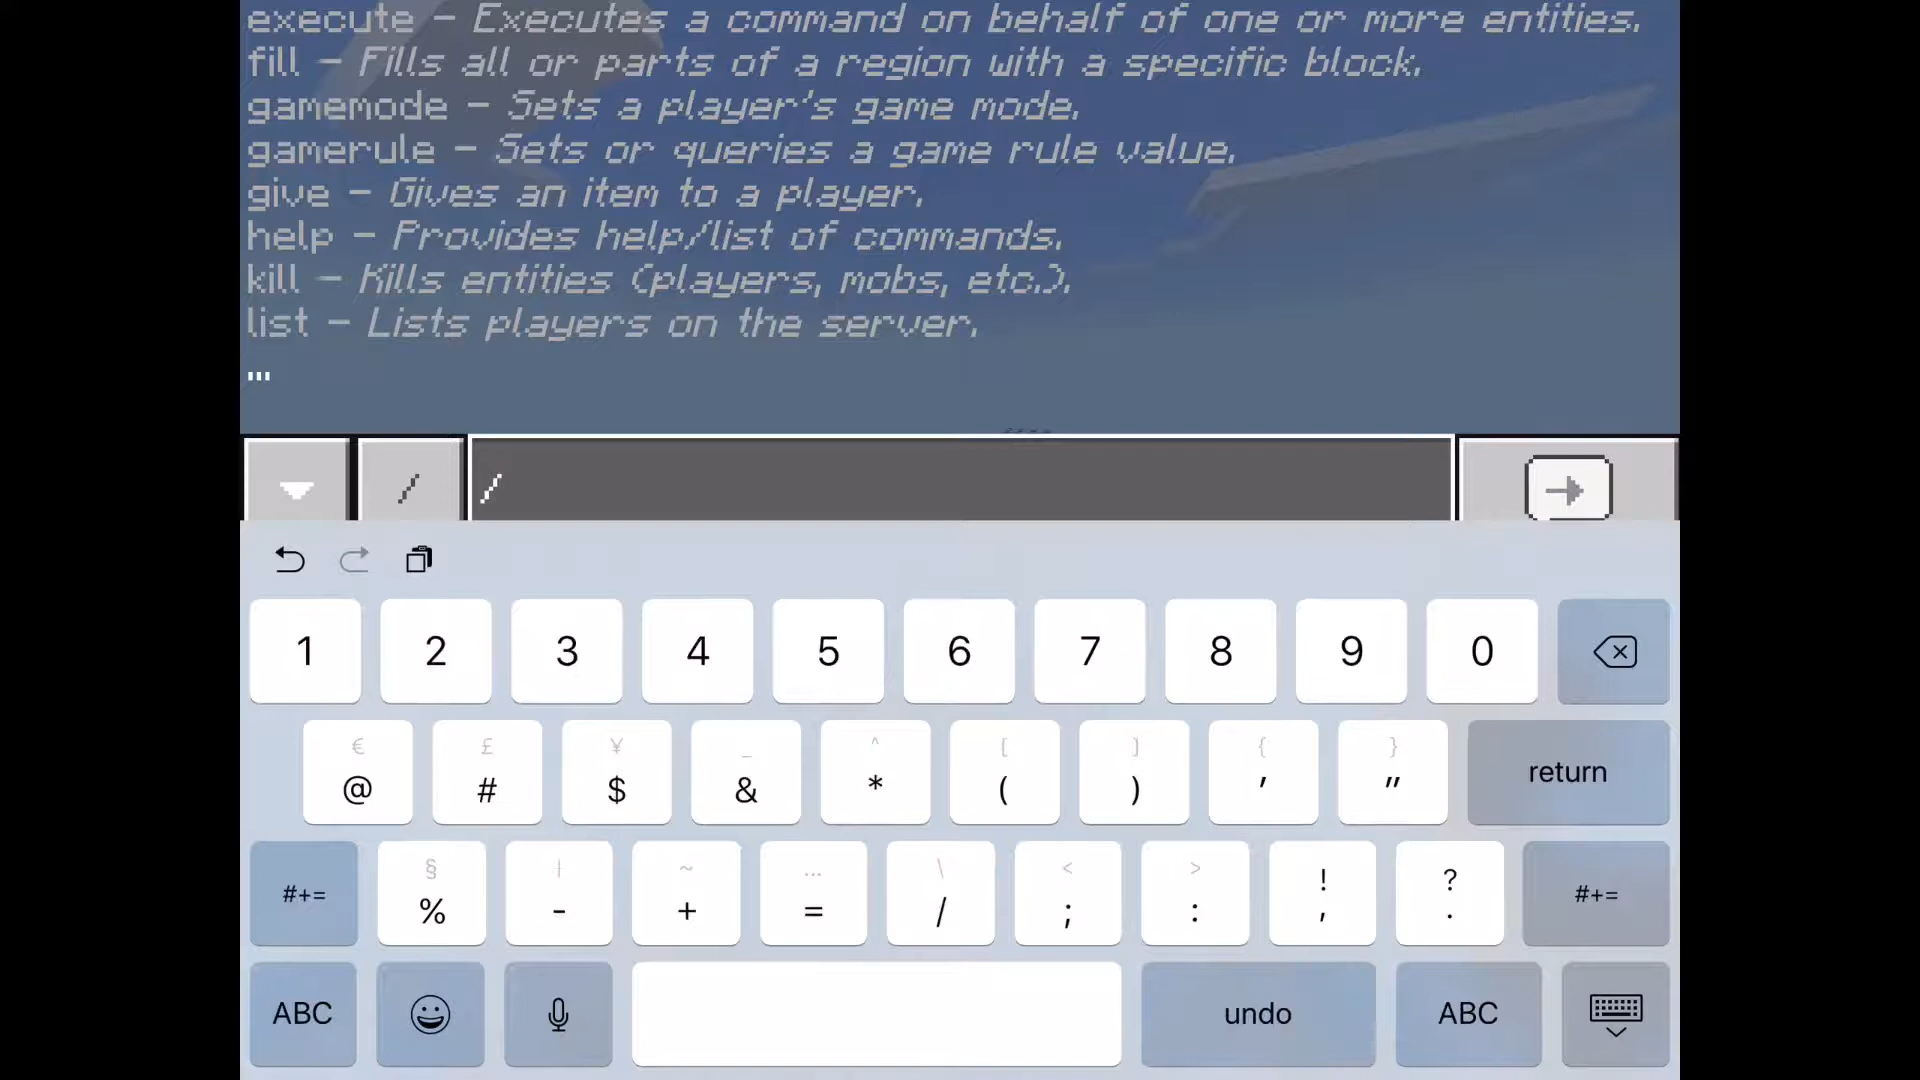 execute – Executes a command on behalf of one or more entities.
fill – Fills all or parts of a region with a specific block.
gamemode – Sets a player's game mode.
gamerule – Sets or queries a game rule value.
give – Gives an item to a player.
help – Provides help/list of commands.
kill – Kills entities (players, mobs, etc.).
list – Lists players on the server.
...
/ /
1 2 3 4 5 6 7 8 9 0
€ £ ¥ _ ^ [ ] { }
@ # $ & * ( ) ' " return
§ | ~ … \ < > ! ?
#+= % - + = / ; : , . #+=
ABC undo ABC